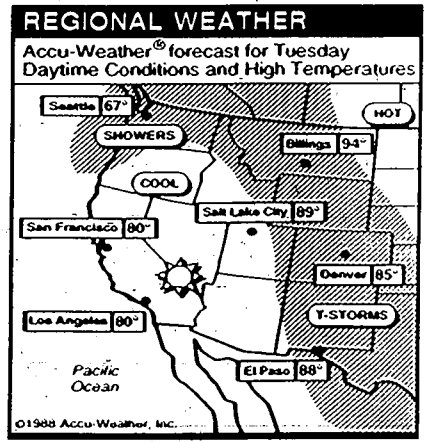 REGIONAL WEATHER
Accu-Weather® forecast for Tuesday
Daytime Conditions and High Temperatures
Seattle 67°
HOT
SHOWERS
Billings 94°
COOL
Salt Lake City 89°
San Francisco 80°
Denver 85°
Los Angeles 80°
T-STORMS
Pacific
Ocean
El Paso 88°
©1988 Accu-Weather, Inc.